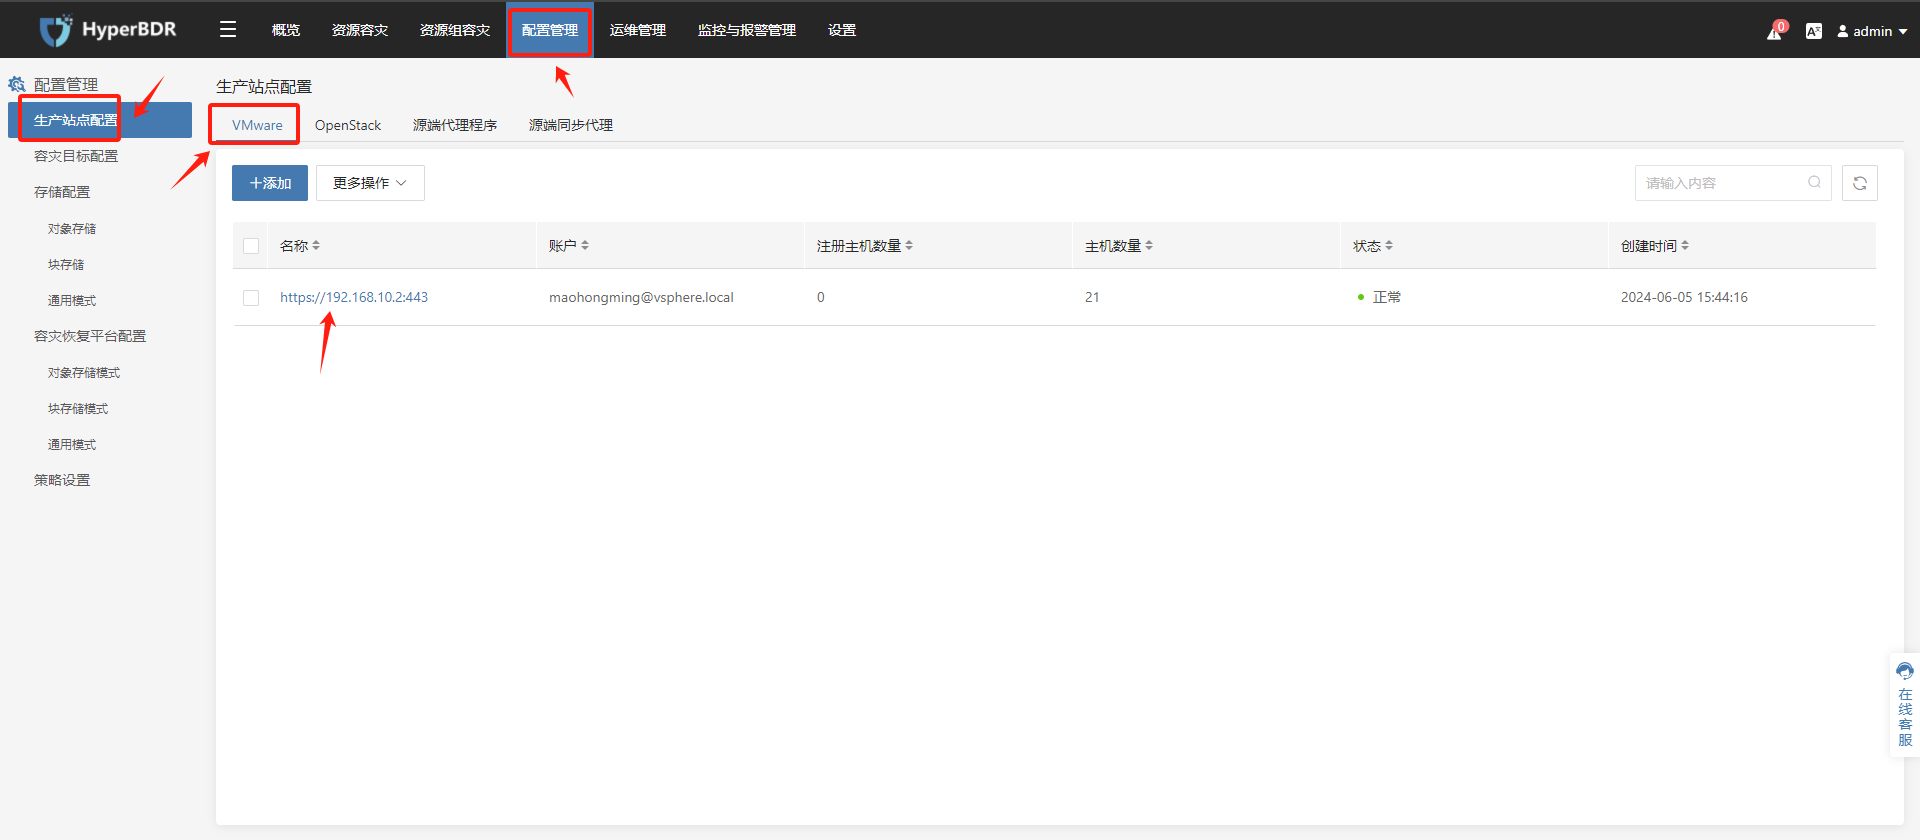 HyperBDR
概览 资源容灾 资源组容灾 配置管理 运维管理 监控与报警管理 设置
0
A文
admin
配置管理
生产站点配置
容灾目标配置
存储配置
对象存储
块存储
通用模式
容灾恢复平台配置
对象存储模式
块存储模式
通用模式
策略设置
生产站点配置
VMware OpenStack 源端代理程序 源端同步代理
+添加 更多操作
请输入内容
名称 账户 注册主机数量 主机数量 状态 创建时间
https://192.168.10.2:443 maohongming@vsphere.local 0 21 正常 2024-06-05 15:44:16
在线客服